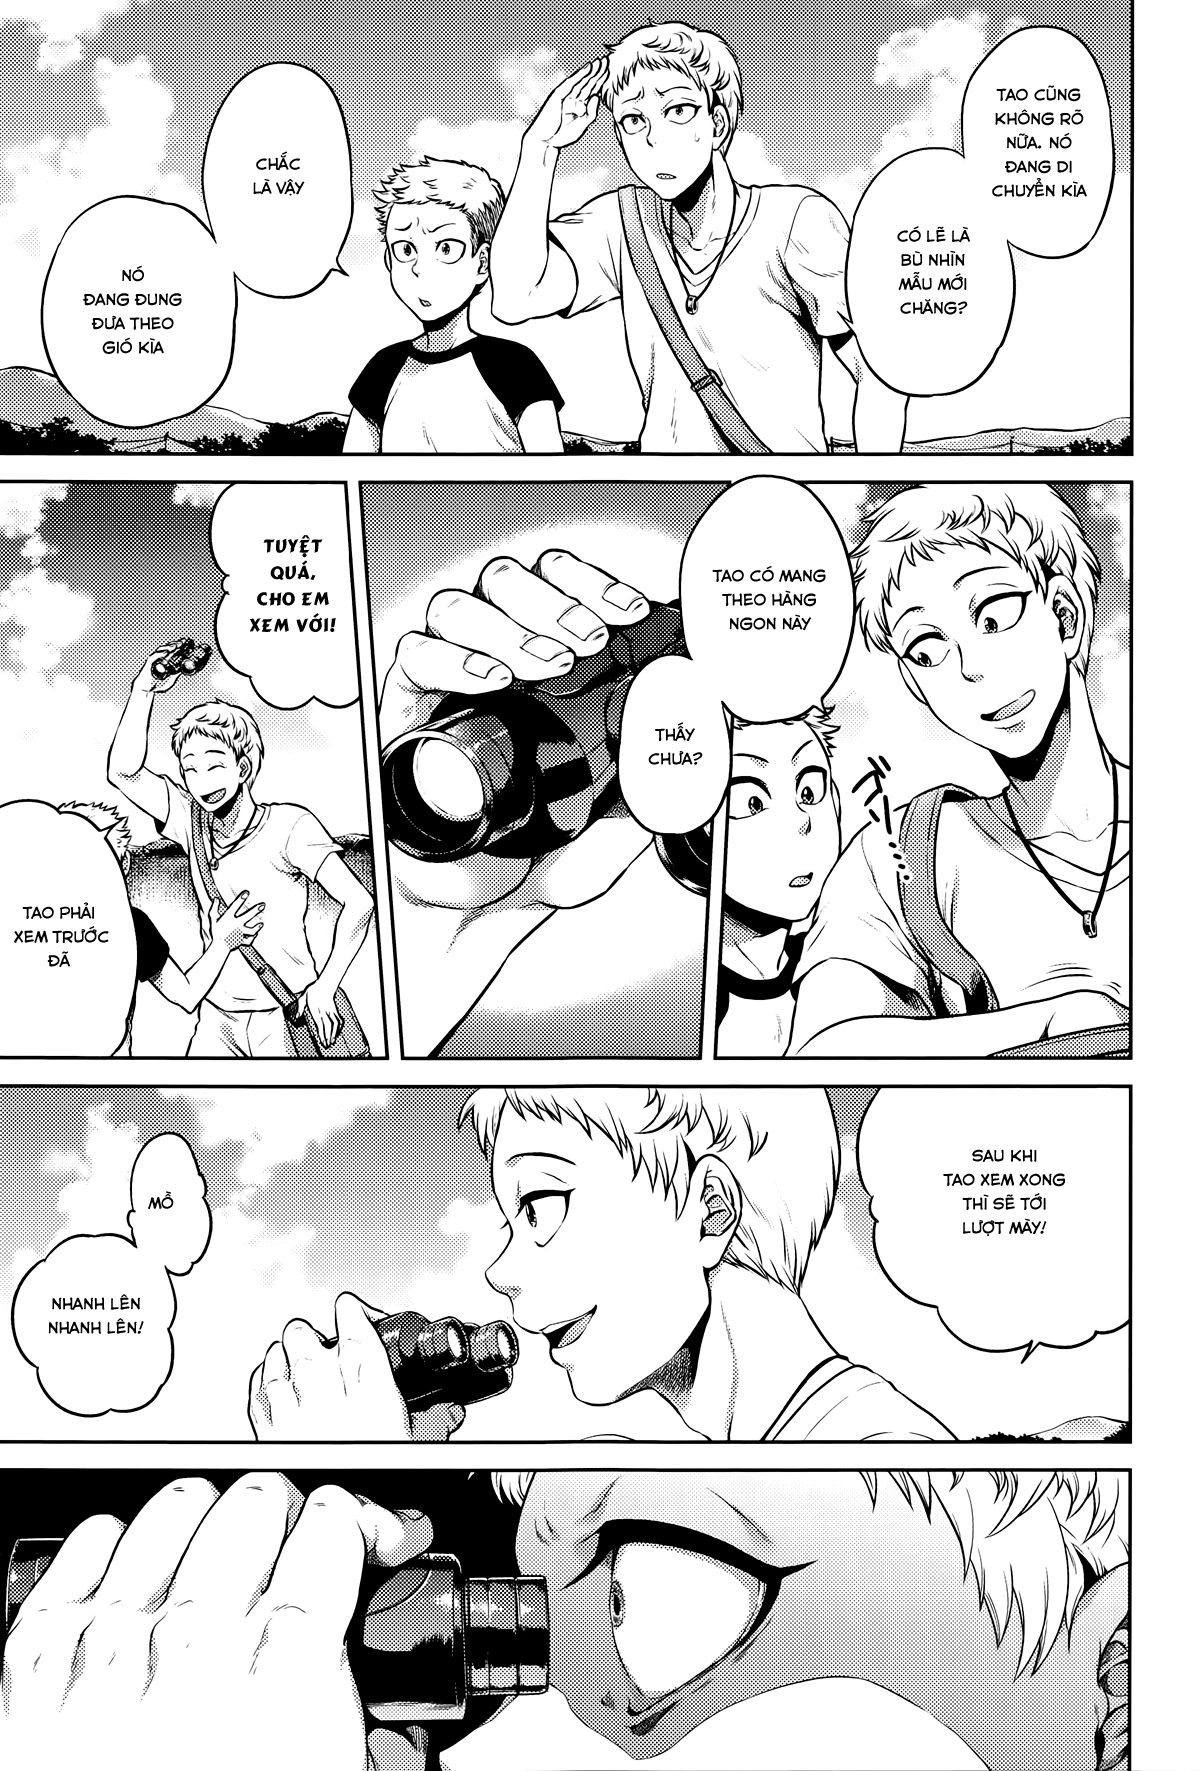 TAO CŨNG
KHÔNG RÕ
NỮA. NÓ
ĐANG DI
CHUYỂN KÌA
CÓ LẼ LÀ
BÙ NHÌN
MẪU MỚI
CHĂNG?
CHẮC
LÀ VẬY
NÓ
ĐANG ĐUNG
ĐƯA THEO
GIÓ KÌA
TAO CÓ MANG
THEO HÀNG
NGON NÀY
THẤY
CHƯA?
TUYỆT
QUÁ,
CHO EM
XEM VỚI!
TAO PHẢI
XEM TRƯỚC
ĐÃ
SAU KHI
TAO XEM XONG
THÌ SẼ TỚI
LƯỢT MÀY!
MỒ
NHANH LÊN
NHANH LÊN!